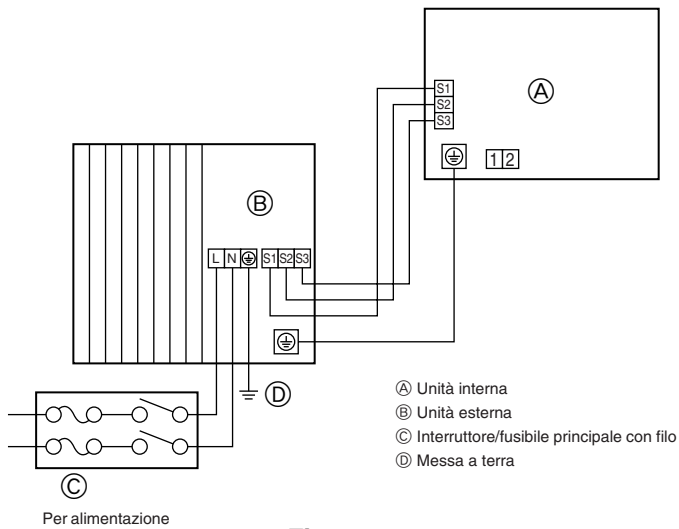 S1
S2
S3
Ⓐ
1 2
Ⓑ
L N S1 S2 S3
Ⓓ
Ⓐ Unità interna
Ⓑ Unità esterna
Ⓒ Interruttore/fusibile principale con filo
Ⓓ Messa a terra
Ⓒ
Per alimentazione